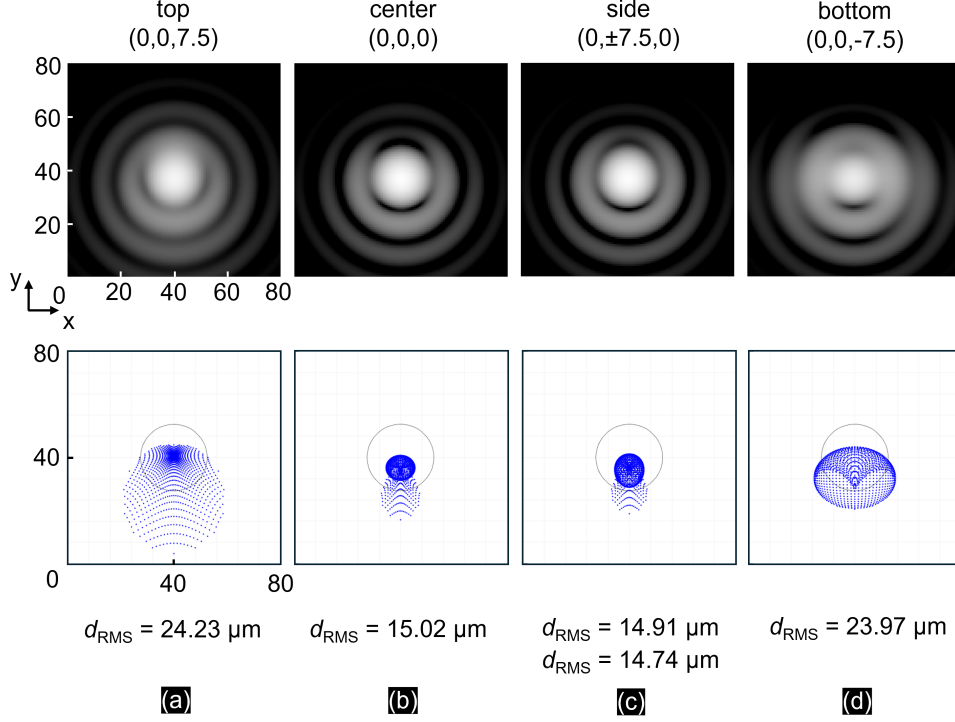 top
center
side
bottom
(0,0,7.5)
(0,0,0)
(0,±7.5,0)
(0,0,-7.5)
80
60
40
20
0
20
40
60
80
y
x
80
40
0
40
80
dRMS = 24.23 µm
dRMS = 15.02 µm
dRMS = 14.91 µm
dRMS = 14.74 µm
dRMS = 23.97 µm
(a)
(b)
(c)
(d)